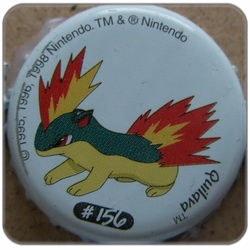 © 1995, 1996, 1998 Nintendo. TM & ® Nintendo
Quilava™
#156